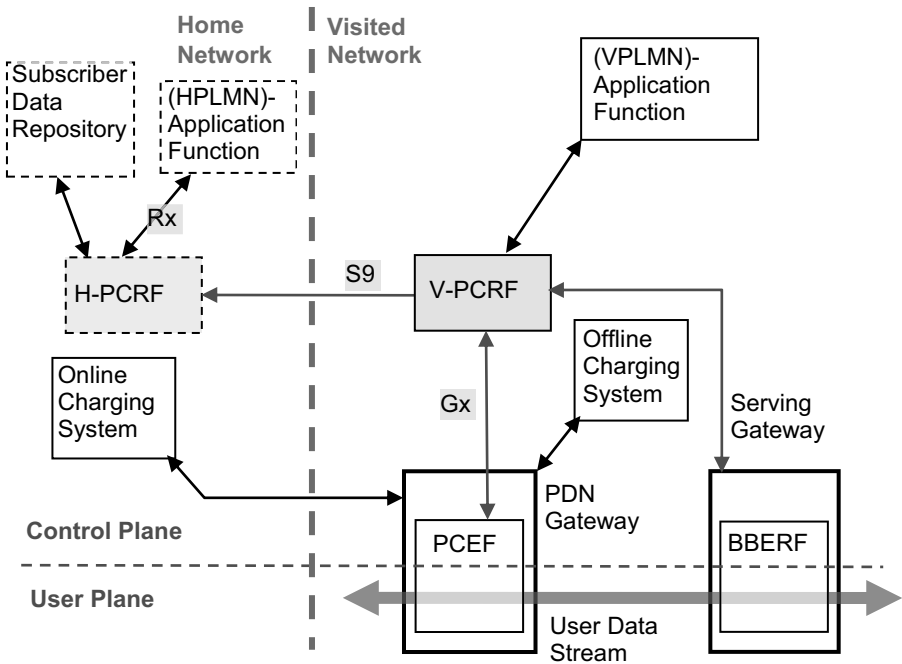 Home
Network
Visited
Network
Subscriber
Data
Repository
(HPLMN)-
Application
Function
(VPLMN)-
Application
Function
Rx
H-PCRF
S9
V-PCRF
Online
Charging
System
Gx
Offline
Charging
System
Serving
Gateway
PDN
Gateway
Control Plane
PCEF
BBERF
User Plane
User Data
Stream